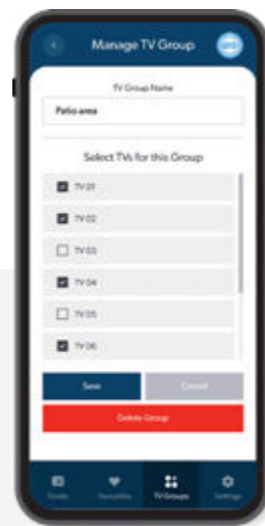 Manage TV Group
TV Group Name
Patio area
Select TVs for this Group
TV 01
TV 02
TV 03
TV 04
TV 05
TV 06
Save
Cancel
Delete Group
Guide
Favourites
TV Groups
Settings